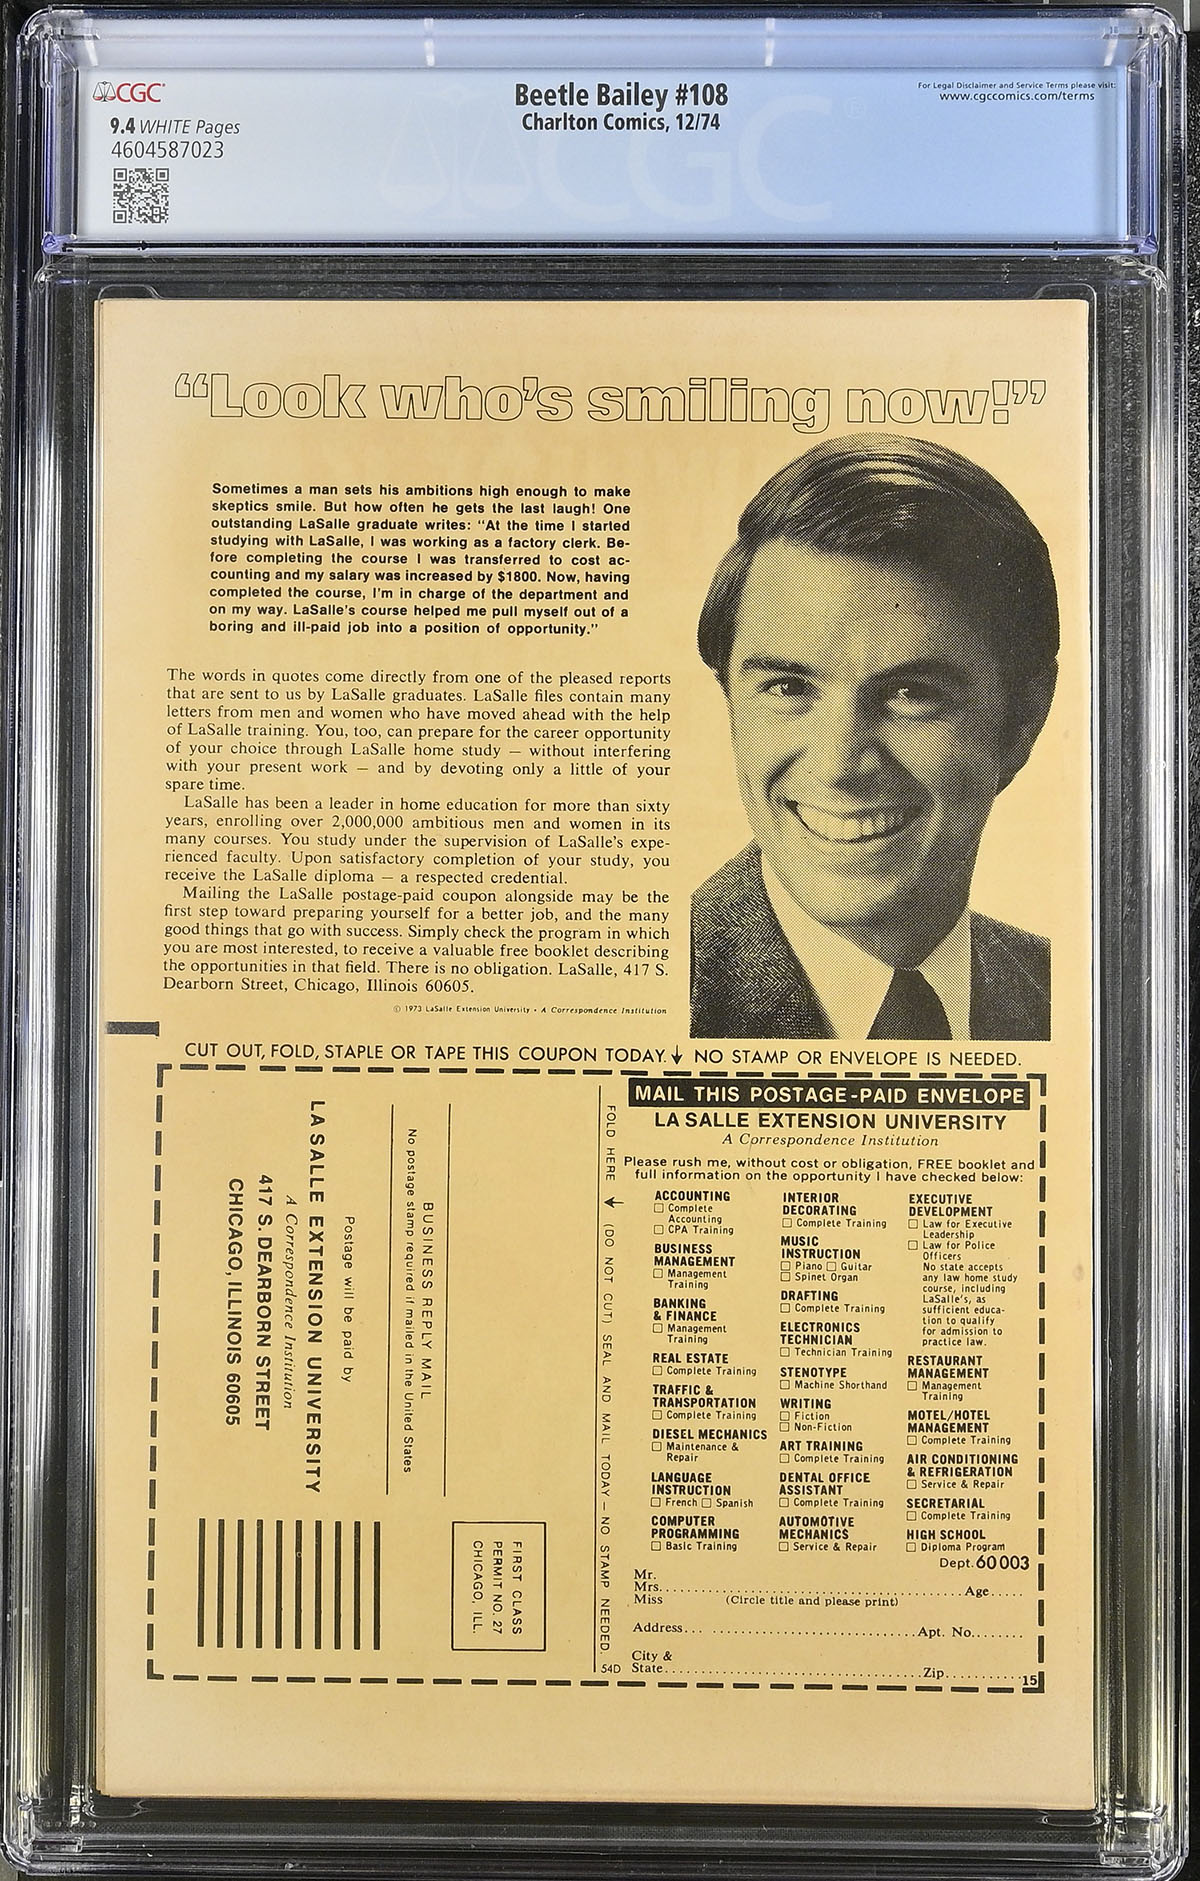 CGC
Beetle Bailey #108
Charlton Comics, 12/74
For Legal Disclaimer and Service Terms please visit:
www.cgccomics.com/terms
9.4 WHITE Pages
4604587023
CGC
“Look who's smiling now!”
Sometimes a man sets his ambitions high enough to make
skeptics smile. But how often he gets the last laugh! One
outstanding LaSalle graduate writes: “At the time I started
studying with LaSalle, I was working as a factory clerk. Be-
fore completing the course I was transferred to cost ac-
counting and my salary was increased by $1800. Now, having
completed the course, I'm in charge of the department and
on my way. LaSalle's course helped me pull myself out of a
boring and ill-paid job into a position of opportunity.”
The words in quotes come directly from one of the pleased reports
that are sent to us by LaSalle graduates. LaSalle files contain many
letters from men and women who have moved ahead with the help
of LaSalle training. You, too, can prepare for the career opportunity
of your choice through LaSalle home study — without interfering
with your present work — and by devoting only a little of your
spare time.
LaSalle has been a leader in home education for more than sixty
years, enrolling over 2,000,000 ambitious men and women in its
many courses. You study under the supervision of LaSalle's expe-
rienced faculty. Upon satisfactory completion of your study, you
receive the LaSalle diploma — a respected credential.
Mailing the LaSalle postage-paid coupon alongside may be the
first step toward preparing yourself for a better job, and the many
good things that go with success. Simply check the program in which
you are most interested, to receive a valuable free booklet describing
the opportunities in that field. There is no obligation. LaSalle, 417 S.
Dearborn Street, Chicago, Illinois 60605.
© 1973 LaSalle Extension University • A Correspondence Institution
CUT OUT, FOLD, STAPLE OR TAPE THIS COUPON TODAY. ↓ NO STAMP OR ENVELOPE IS NEEDED.
FIRST CLASS
PERMIT NO. 27
CHICAGO, ILL.
BUSINESS REPLY MAIL
No postage stamp required if mailed in the United States
Postage will be paid by
LA SALLE EXTENSION UNIVERSITY
A Correspondence Institution
417 S. DEARBORN STREET
CHICAGO, ILLINOIS 60605
FOLD HERE → (DO NOT CUT) SEAL AND MAIL TODAY — NO STAMP NEEDED.
54D
MAIL THIS POSTAGE-PAID ENVELOPE
LA SALLE EXTENSION UNIVERSITY
A Correspondence Institution
Please rush me, without cost or obligation, FREE booklet and
full information on the opportunity I have checked below:
ACCOUNTING
☐ Complete
Accounting
☐ CPA Training
BUSINESS
MANAGEMENT
☐ Management
Training
BANKING
& FINANCE
☐ Management
Training
REAL ESTATE
☐ Complete Training
TRAFFIC &
TRANSPORTATION
☐ Complete Training
DIESEL MECHANICS
☐ Maintenance &
Repair
LANGUAGE
INSTRUCTION
☐ French ☐ Spanish
COMPUTER
PROGRAMMING
☐ Basic Training
INTERIOR
DECORATING
☐ Complete Training
MUSIC
INSTRUCTION
☐ Piano ☐ Guitar
☐ Spinet Organ
DRAFTING
☐ Complete Training
ELECTRONICS
TECHNICIAN
☐ Technician Training
STENOTYPE
☐ Machine Shorthand
WRITING
☐ Fiction
☐ Non-Fiction
ART TRAINING
☐ Complete Training
DENTAL OFFICE
ASSISTANT
☐ Complete Training
AUTOMOTIVE
MECHANICS
☐ Service & Repair
EXECUTIVE
DEVELOPMENT
☐ Law for Executive
Leadership
☐ Law for Police
Officers
No state accepts
any law home study
course, including
LaSalle's, as
sufficient educa-
tion to qualify
for admission to
practice law.
RESTAURANT
MANAGEMENT
☐ Management
Training
MOTEL/HOTEL
MANAGEMENT
☐ Complete Training
AIR CONDITIONING
& REFRIGERATION
☐ Service & Repair
SECRETARIAL
☐ Complete Training
HIGH SCHOOL
☐ Diploma Program
Dept. 60 003
Mr.
Mrs. ........ Age.....
Miss (Circle title and please print)
Address... ........ Apt. No........
City &
State........ Zip..........
15